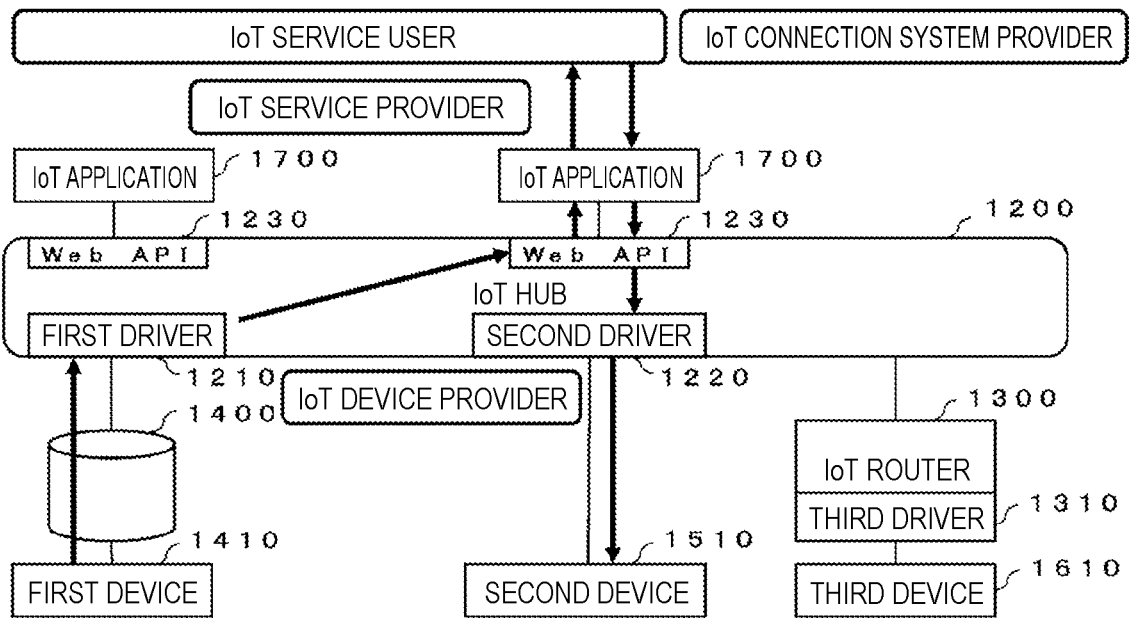 IoT SERVICE USER
IoT CONNECTION SYSTEM PROVIDER
IoT SERVICE PROVIDER
IoT APPLICATION
1700
IoT APPLICATION
1700
1230
1230
1200
Web API
Web API
IoT HUB
FIRST DRIVER
SECOND DRIVER
1210
IoT DEVICE PROVIDER
1220
1400
1300
IoT ROUTER
THIRD DRIVER
1310
1410
1510
FIRST DEVICE
SECOND DEVICE
THIRD DEVICE
1610